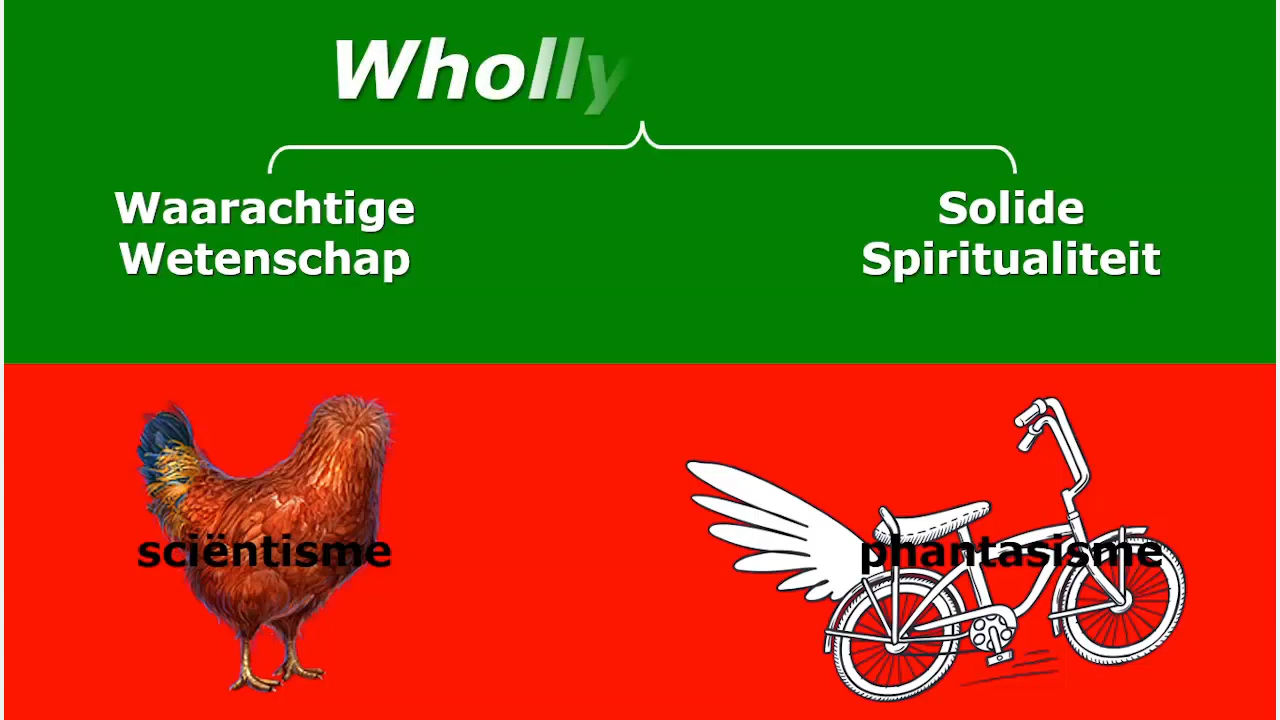 Wholly
Waarachtige
Wetenschap
Solide
Spiritualiteit
sciëntisme
phantasisme